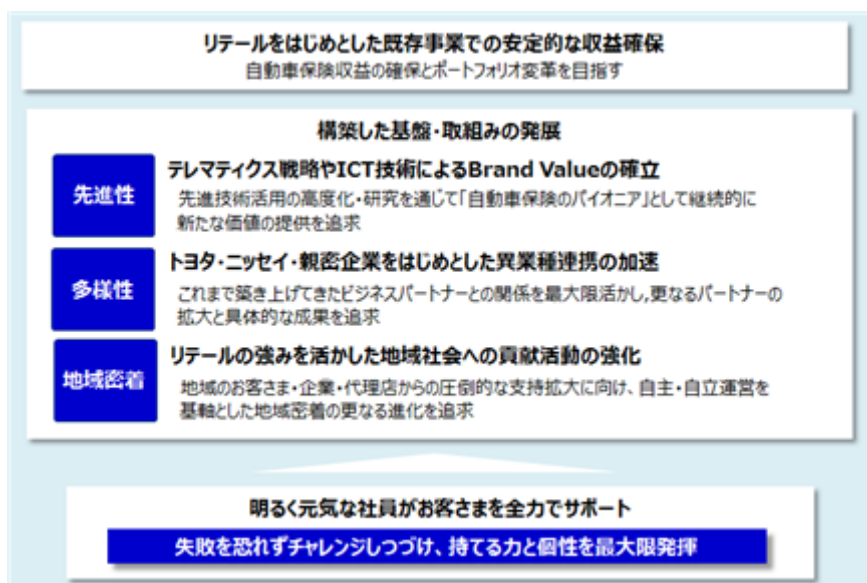 リテールをはじめとした既存事業での安定的な収益確保
自動車保険収益の確保とポートフォリオ変革を目指す
構築した基盤・取組みの発展
先進性
テレマティクス戦略やICT技術によるBrand Valueの確立
先進技術活用の高度化・研究を通じて「自動車保険のパイオニア」として継続的に
新たな価値の提供を追求
多様性
トヨタ・ニッセイ・親密企業をはじめとした異業種連携の加速
これまで築き上げてきたビジネスパートナーとの関係を最大限活かし,更なるパートナーの
拡大と具体的な成果を追求
地域密着
リテールの強みを活かした地域社会への貢献活動の強化
地域のお客さま・企業・代理店からの圧倒的な支持拡大に向け、自主・自立運営を
基軸とした地域密着の更なる進化を追求
明るく元気な社員がお客さまを全力でサポート
失敗を恐れずチャレンジしつづけ、持てる力と個性を最大限発揮